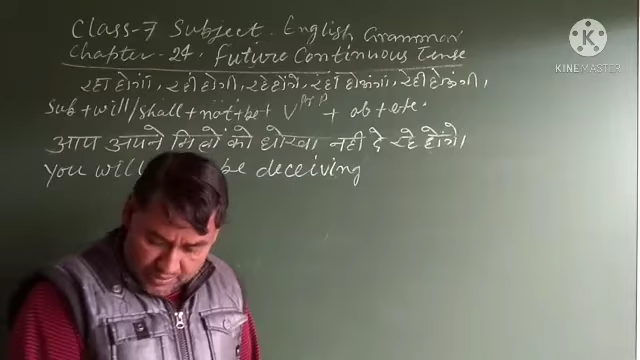 Class-7 Subject. English Grammar
Chapter-24. Future Continuous Tense
रहा होगा, रही होगी, रहे होंगे, रहा होऊंगा, रही होऊंगी,
Sub+will/shall+not+be+ V + ob + etc.
आप अपने मित्रों को धोखा नहीं दे रहे होंगे।
You will be deceiving
KINEMASTER